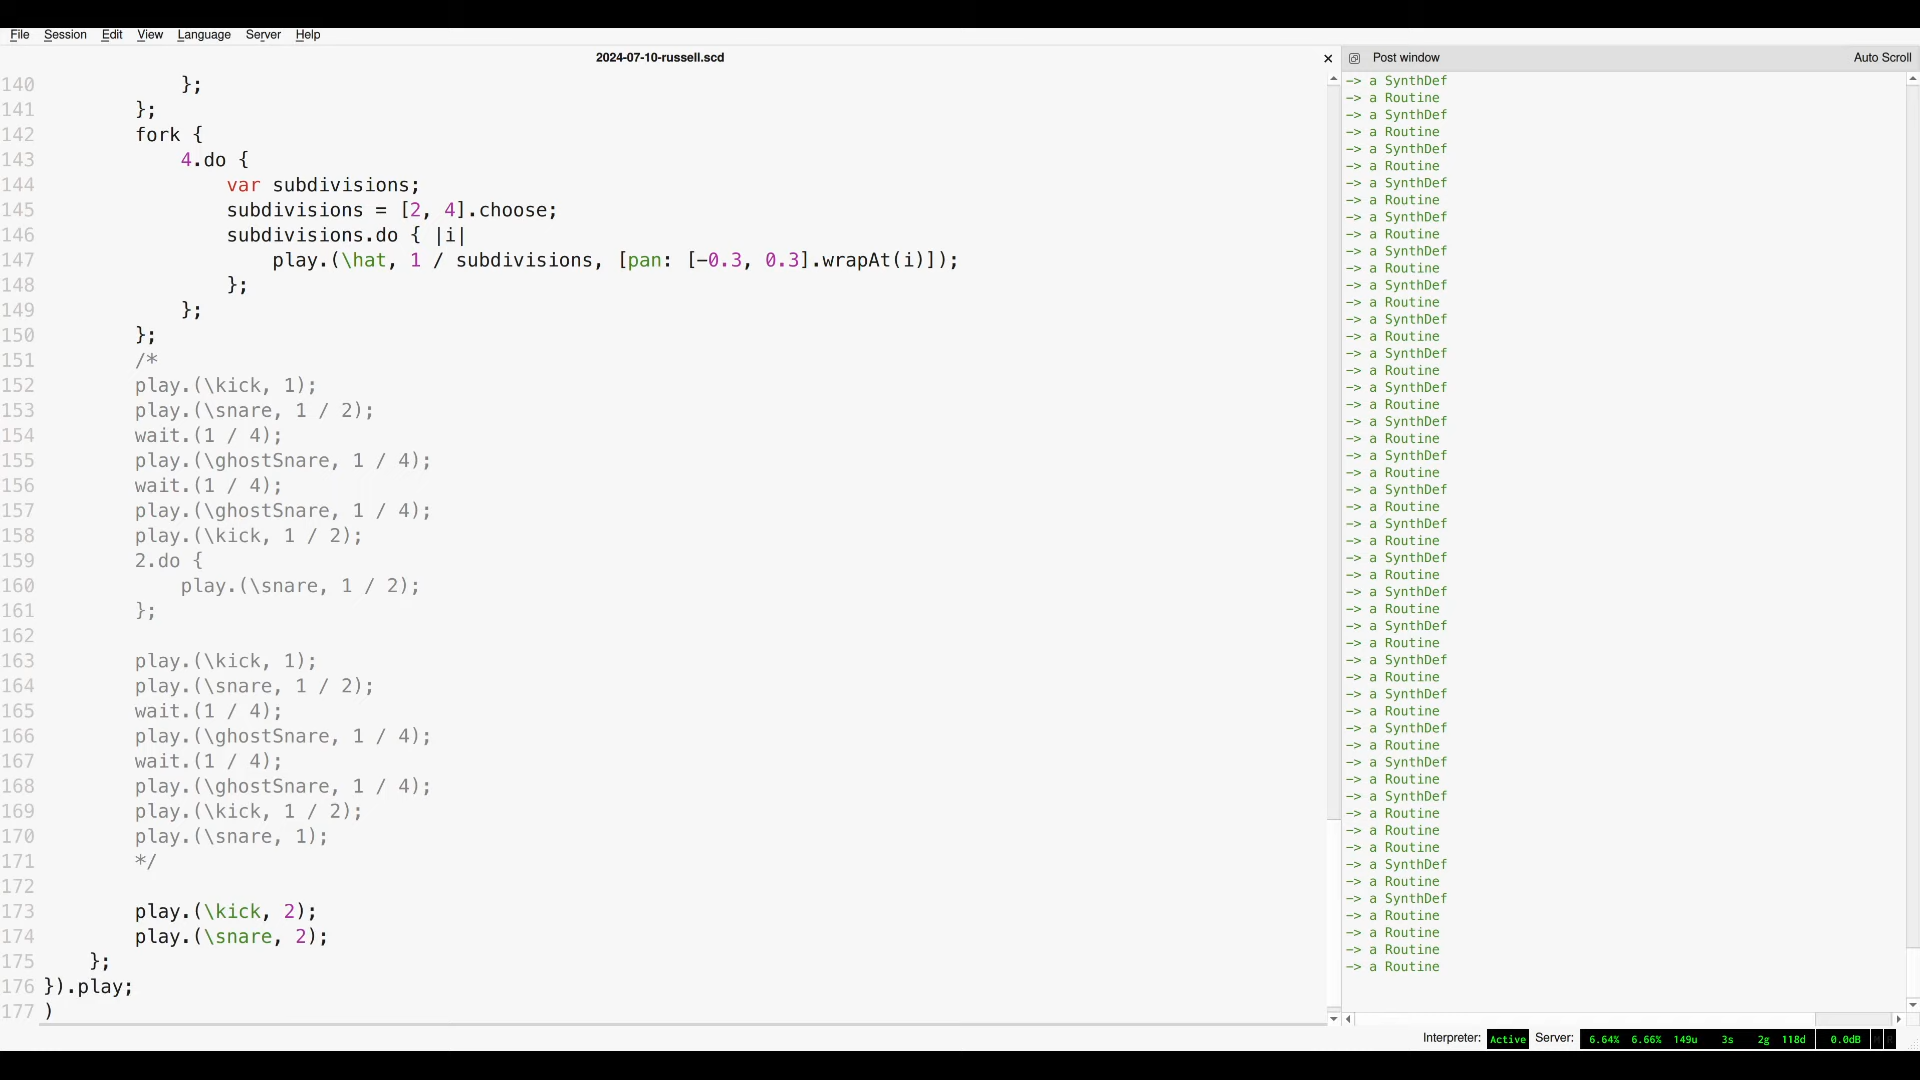 File Session Edit View Language Server Help
2024-07-10-russell.scd
Post window Auto Scroll
140 };
141 };
142 fork {
143 4.do {
144 var subdivisions;
145 subdivisions = [2, 4].choose;
146 subdivisions.do { |i|
147 play.(\hat, 1 / subdivisions, [pan: [-0.3, 0.3].wrapAt(i)]);
148 };
149 };
150 };
151 /*
152 play.(\kick, 1);
153 play.(\snare, 1 / 2);
154 wait.(1 / 4);
155 play.(\ghostSnare, 1 / 4);
156 wait.(1 / 4);
157 play.(\ghostSnare, 1 / 4);
158 play.(\kick, 1 / 2);
159 2.do {
160 play.(\snare, 1 / 2);
161 };
162
163 play.(\kick, 1);
164 play.(\snare, 1 / 2);
165 wait.(1 / 4);
166 play.(\ghostSnare, 1 / 4);
167 wait.(1 / 4);
168 play.(\ghostSnare, 1 / 4);
169 play.(\kick, 1 / 2);
170 play.(\snare, 1);
171 */
172
173 play.(\kick, 2);
174 play.(\snare, 2);
175 };
176 }).play;
177 )
-> a SynthDef
-> a Routine
-> a SynthDef
-> a Routine
-> a SynthDef
-> a Routine
-> a SynthDef
-> a Routine
-> a SynthDef
-> a Routine
-> a SynthDef
-> a Routine
-> a SynthDef
-> a Routine
-> a SynthDef
-> a Routine
-> a SynthDef
-> a Routine
-> a SynthDef
-> a Routine
-> a SynthDef
-> a Routine
-> a SynthDef
-> a Routine
-> a SynthDef
-> a Routine
-> a SynthDef
-> a Routine
-> a SynthDef
-> a Routine
-> a SynthDef
-> a Routine
-> a SynthDef
-> a Routine
-> a SynthDef
-> a Routine
-> a SynthDef
-> a Routine
-> a SynthDef
-> a Routine
-> a SynthDef
-> a Routine
-> a SynthDef
-> a Routine
-> a Routine
-> a Routine
-> a SynthDef
-> a Routine
-> a SynthDef
-> a Routine
-> a Routine
-> a Routine
-> a Routine
Interpreter: Active Server: 6.64% 6.66% 149u 3s 2g 118d 0.0dB